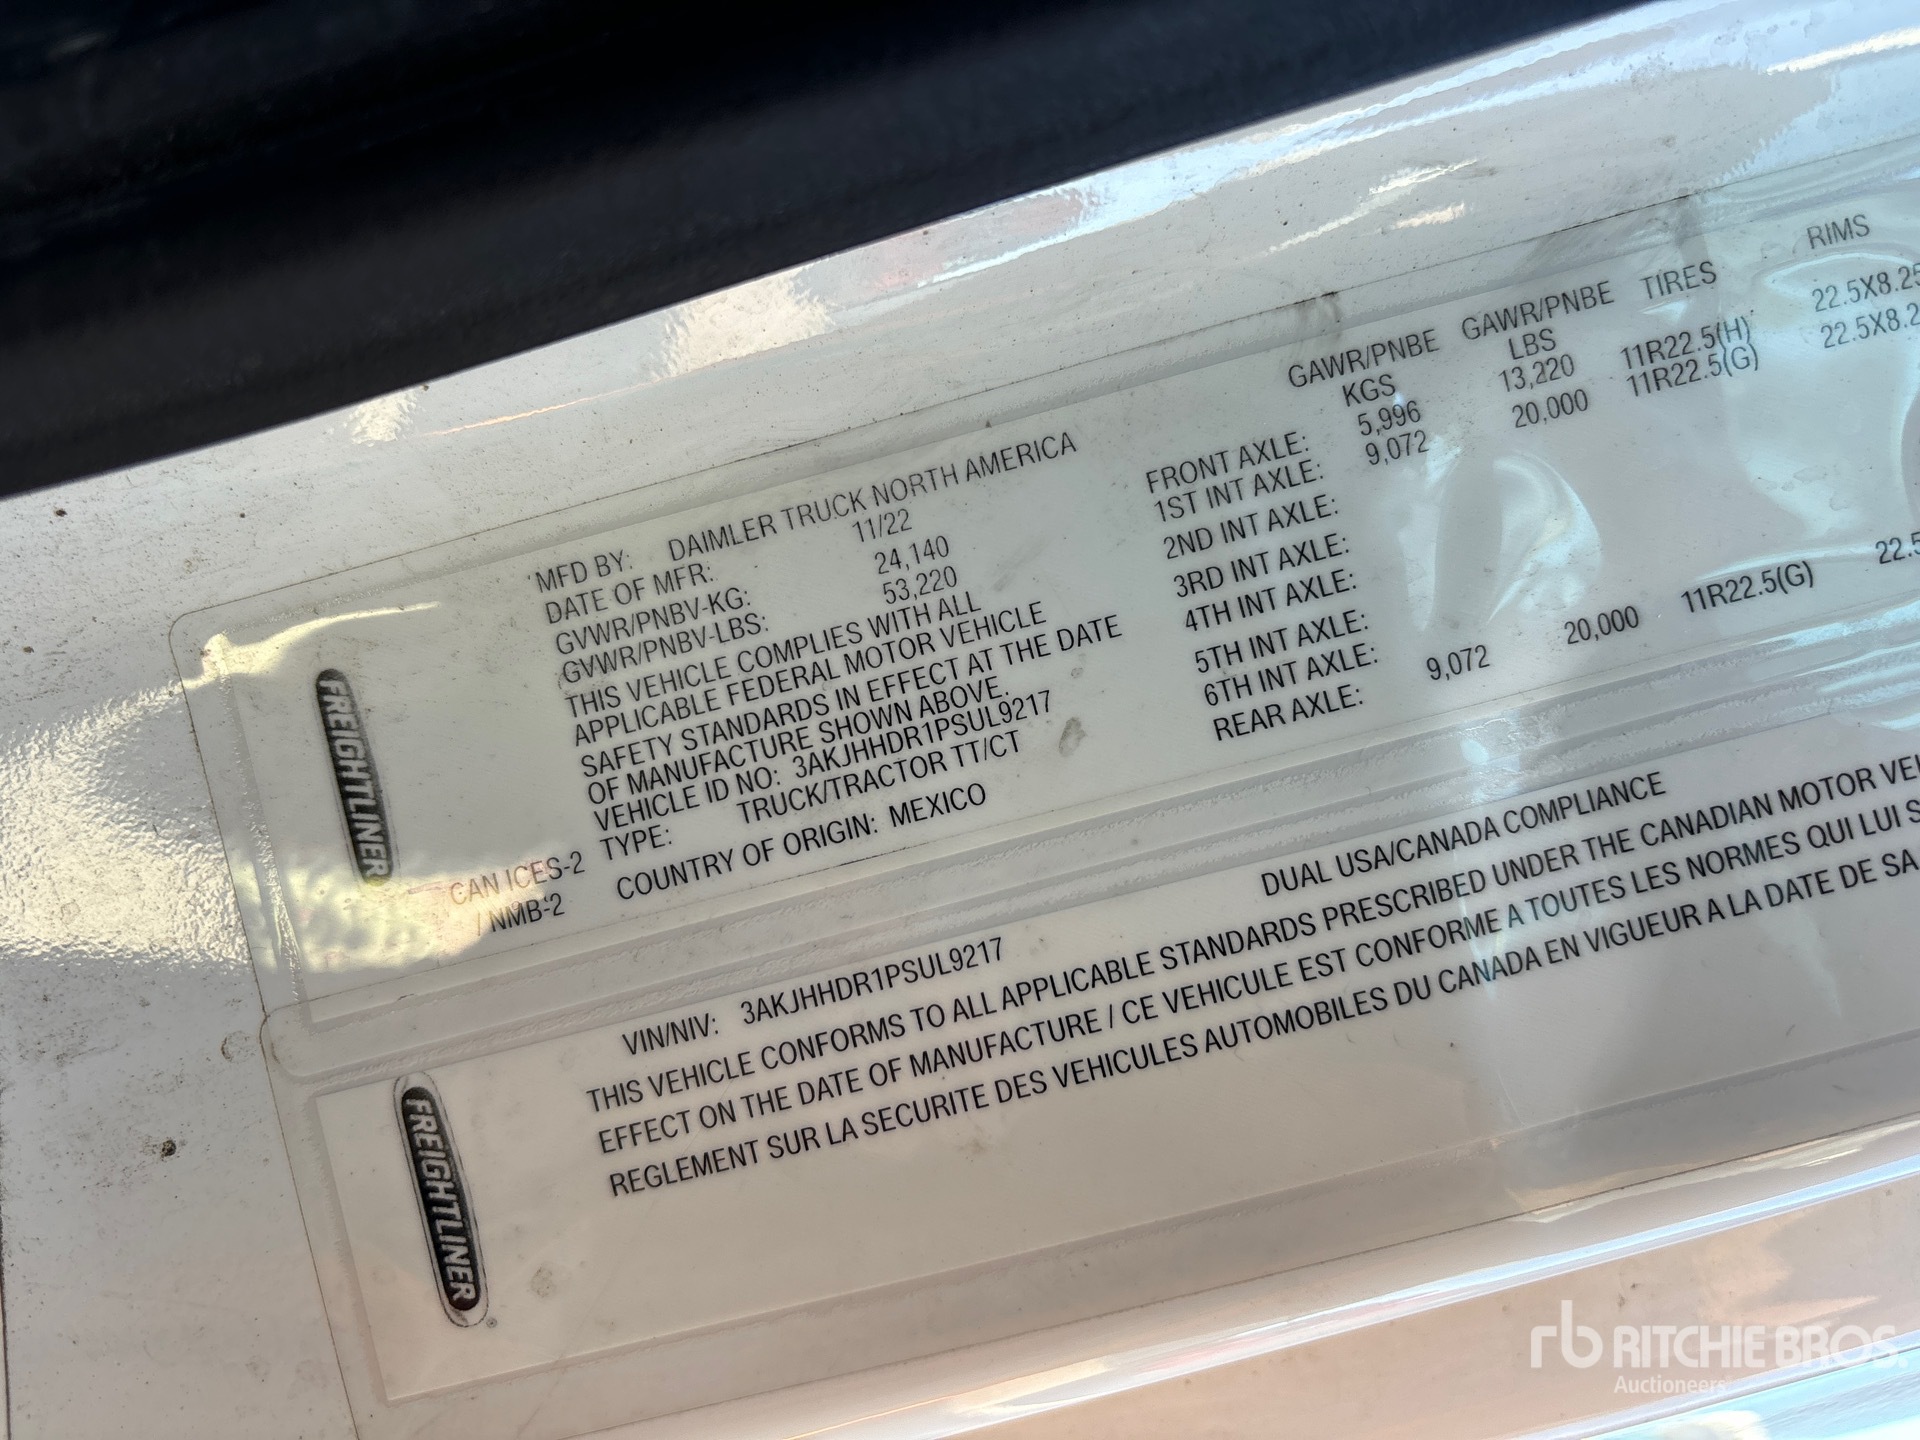 RIMS
GAWR/PNBE GAWR/PNBE TIRES
KGS LBS
MFD BY: DAIMLER TRUCK NORTH AMERICA
DATE OF MFR: 11/22
GVWR/PNBV-KG: 24,140
GVWR/PNBV-LBS: 53,220
THIS VEHICLE COMPLIES WITH ALL
APPLICABLE FEDERAL MOTOR VEHICLE
SAFETY STANDARDS IN EFFECT AT THE DATE
OF MANUFACTURE SHOWN ABOVE.
VEHICLE ID NO: 3AKJHHDR1PSUL9217
TYPE: TRUCK/TRACTOR TT/CT
COUNTRY OF ORIGIN: MEXICO
FRONT AXLE: 5,996 13,220 11R22.5(H) 22.5X8.25
1ST INT AXLE: 9,072 20,000 11R22.5(G) 22.5X8.2
2ND INT AXLE:
3RD INT AXLE:
4TH INT AXLE:
5TH INT AXLE:
6TH INT AXLE:
REAR AXLE: 9,072 20,000 11R22.5(G) 22.5
FREIGHTLINER
CAN ICES-2
/ NMB-2
DUAL USA/CANADA COMPLIANCE
VIN/NIV: 3AKJHHDR1PSUL9217
THIS VEHICLE CONFORMS TO ALL APPLICABLE STANDARDS PRESCRIBED UNDER THE CANADIAN MOTOR VE
EFFECT ON THE DATE OF MANUFACTURE / CE VEHICULE EST CONFORME A TOUTES LES NORMES QUI LUI S
REGLEMENT SUR LA SECURITE DES VEHICULES AUTOMOBILES DU CANADA EN VIGUEUR A LA DATE DE SA
FREIGHTLINER
rb RITCHIE BROS.
Auctioneers